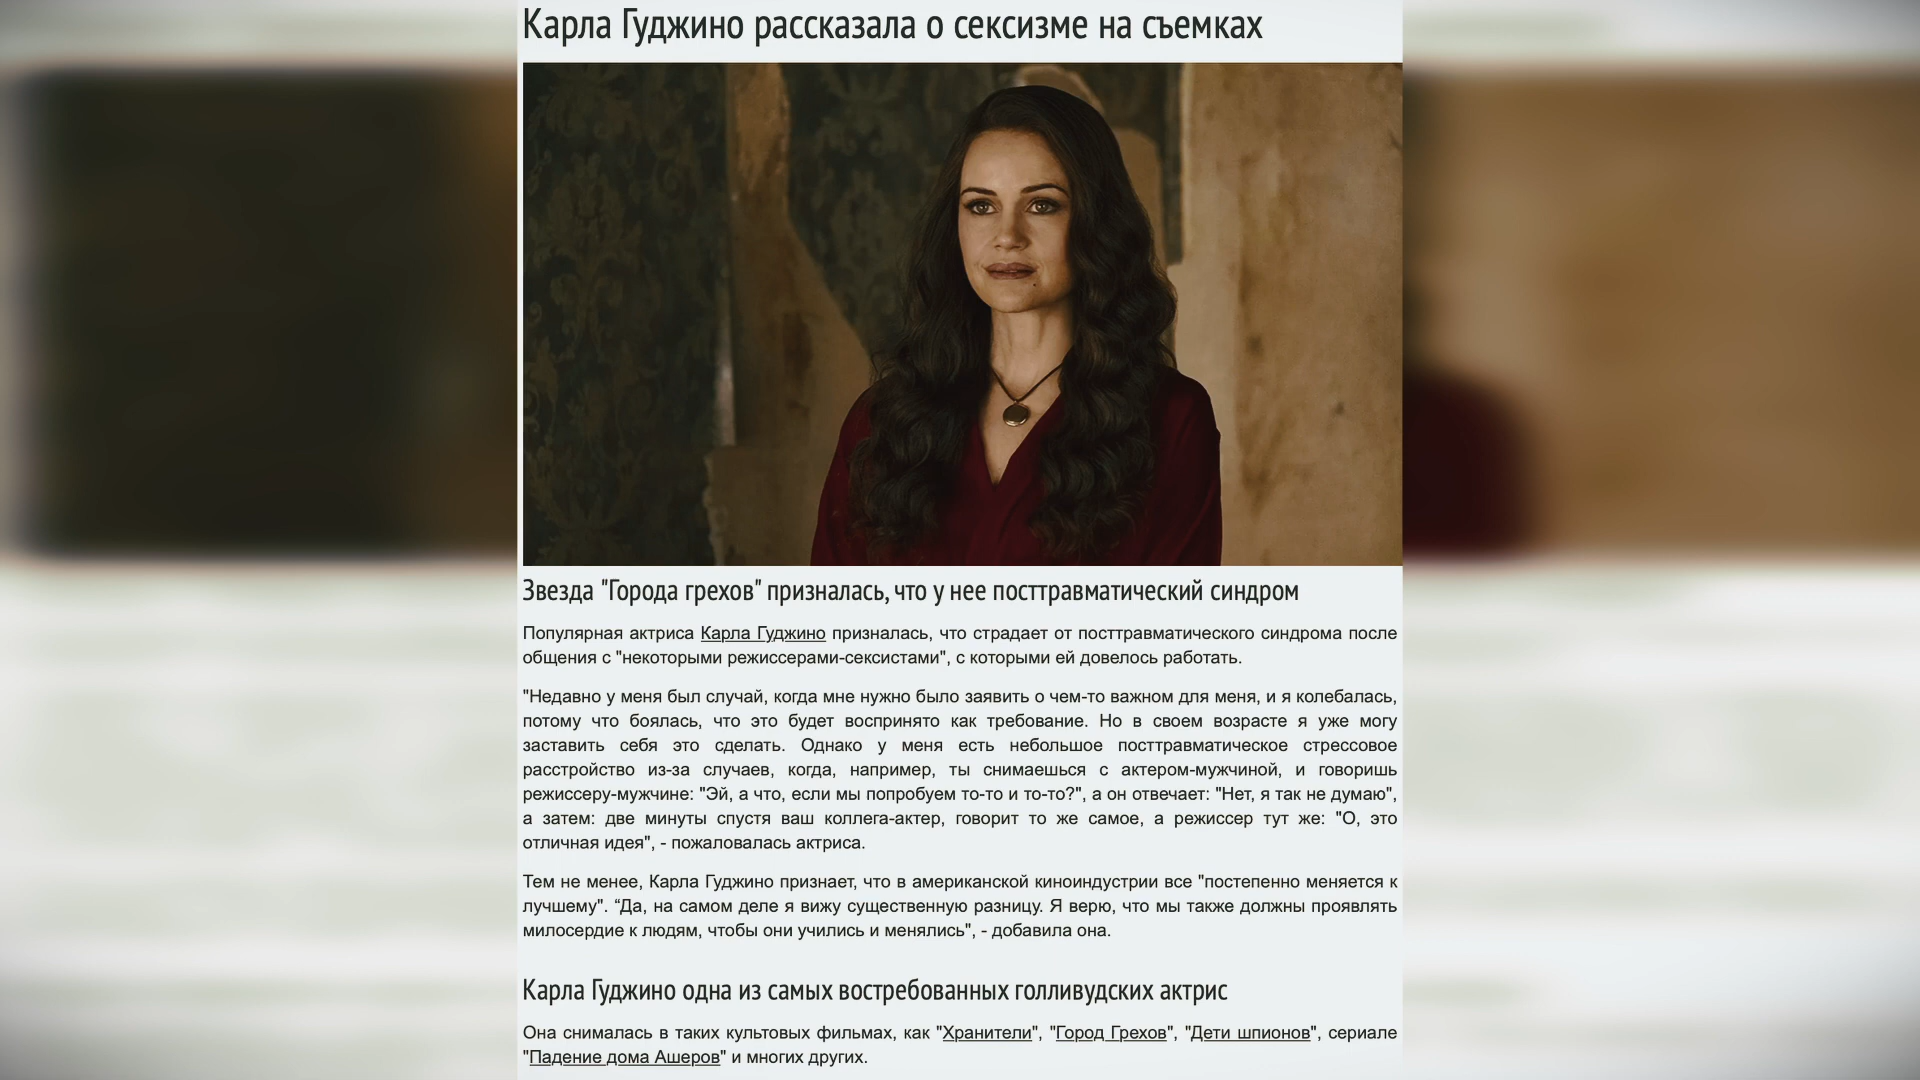 Карла Гуджино рассказала о сексизме на съемках
Звезда "Города грехов" призналась, что у нее посттравматический синдром
Популярная актриса Карла Гуджино призналась, что страдает от посттравматического синдрома после
общения с "некоторыми режиссерами-сексистами", с которыми ей довелось работать.
"Недавно у меня был случай, когда мне нужно было заявить о чем-то важном для меня, и я колебалась,
потому что боялась, что это будет воспринято как требование. Но в своем возрасте я уже могу
заставить себя это сделать. Однако у меня есть небольшое посттравматическое стрессовое
расстройство из-за случаев, когда, например, ты снимаешься с актером-мужчиной, и говоришь
режиссеру-мужчине: "Эй, а что, если мы попробуем то-то и то-то?", а он отвечает: "Нет, я так не думаю",
а затем: две минуты спустя ваш коллега-актер, говорит то же самое, а режиссер тут же: "О, это
отличная идея", - пожаловалась актриса.
Тем не менее, Карла Гуджино признает, что в американской киноиндустрии все "постепенно меняется к
лучшему". “Да, на самом деле я вижу существенную разницу. Я верю, что мы также должны проявлять
милосердие к людям, чтобы они учились и менялись", - добавила она.
Карла Гуджино одна из самых востребованных голливудских актрис
Она снималась в таких культовых фильмах, как "Хранители", "Город Грехов", "Дети шпионов", сериале
"Падение дома Ашеров" и многих других.